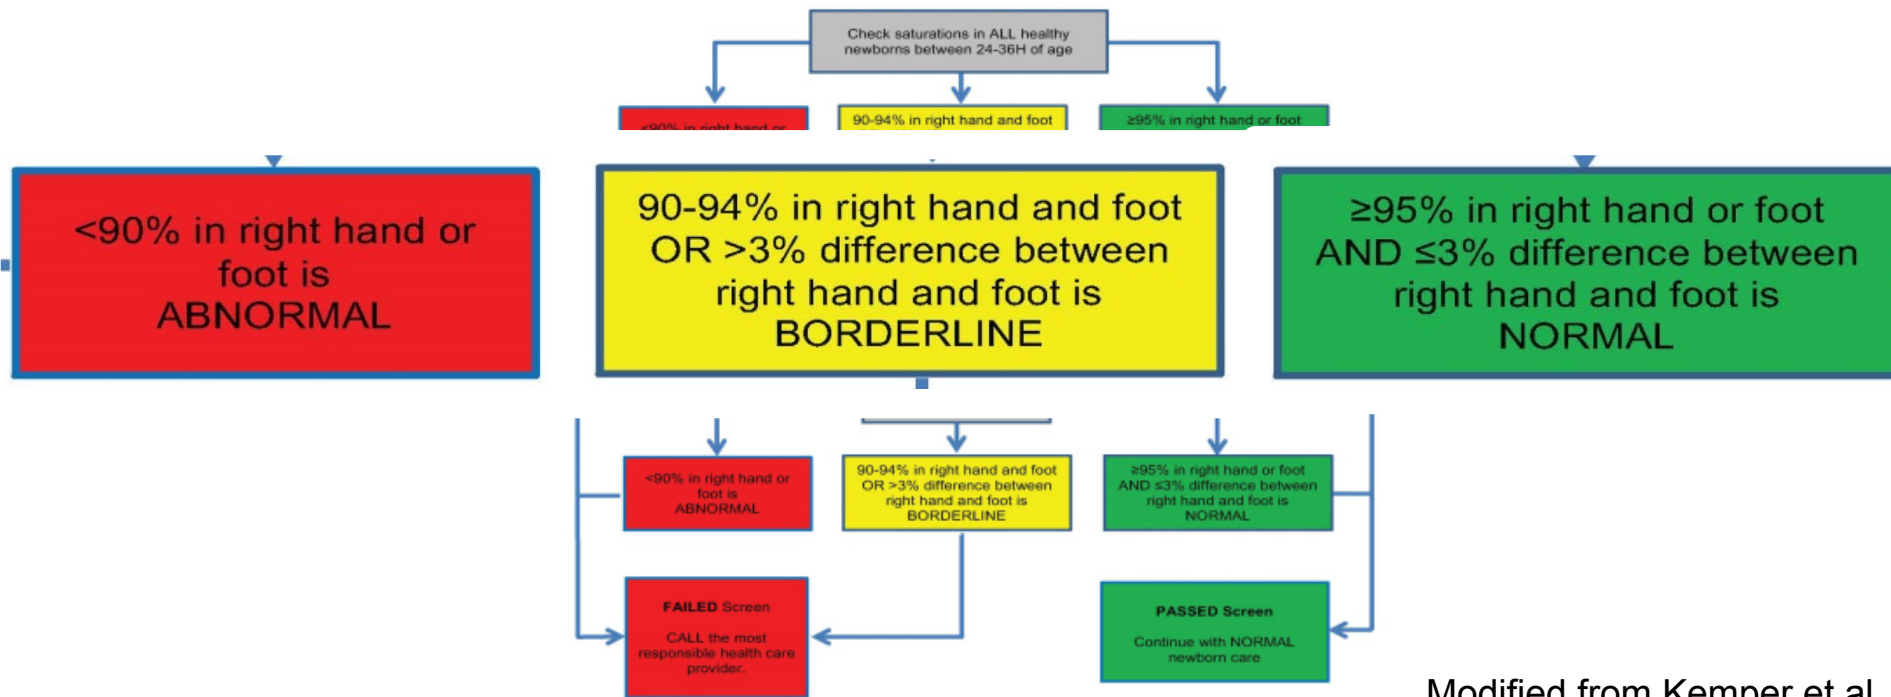 Check saturations in ALL healthy
newborns between 24-36H of age
<90% in right hand or
90-94% in right hand and foot
≥95% in right hand or foot
<90% in right hand or
foot is
ABNORMAL
90-94% in right hand and foot
OR >3% difference between
right hand and foot is
BORDERLINE
≥95% in right hand or foot
AND ≤3% difference between
right hand and foot is
NORMAL
<90% in right hand or
foot is
ABNORMAL
90-94% in right hand and foot
OR >3% difference between
right hand and foot is
BORDERLINE
≥95% in right hand or foot
AND ≤3% difference between
right hand and foot is
NORMAL
FAILED Screen
CALL the most
responsible health care
provider.
PASSED Screen
Continue with NORMAL
newborn care
Modified from Kemper et al